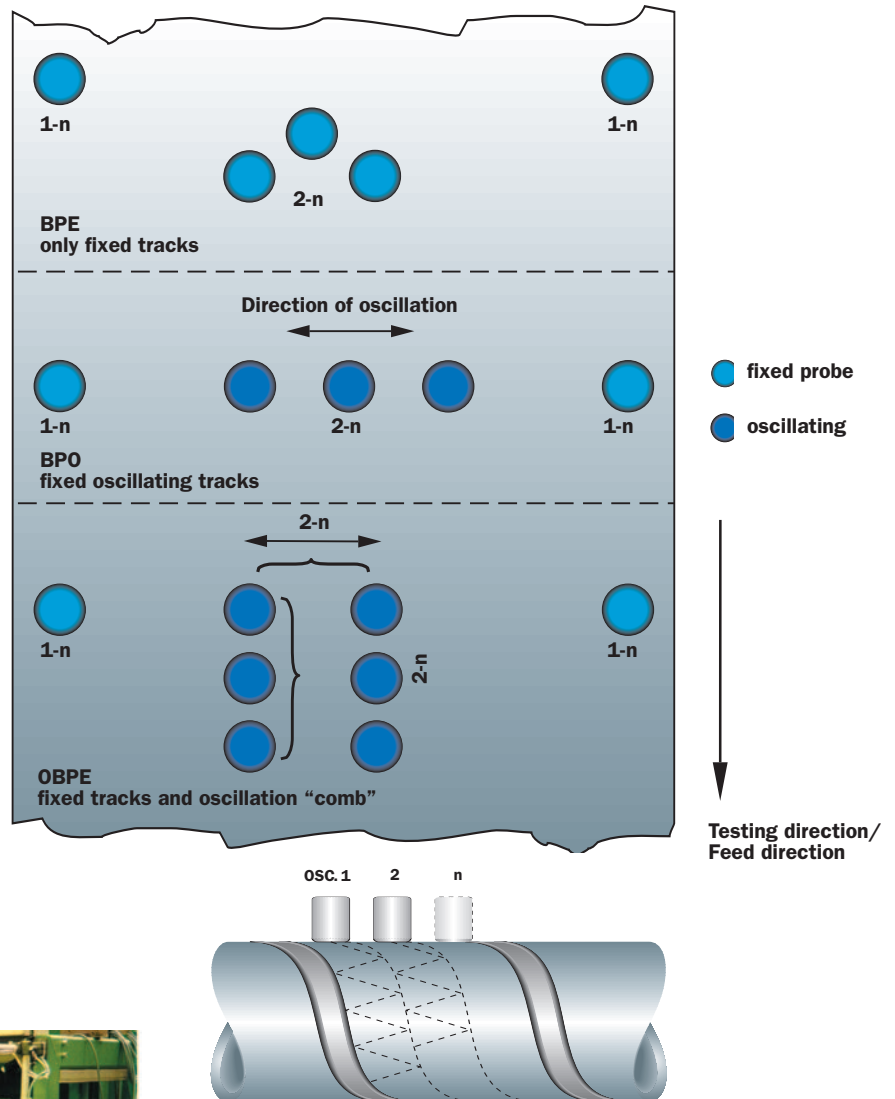 1-n
1-n
2-n
BPE
only fixed tracks
Direction of oscillation
1-n
2-n
1-n
BPO
fixed oscillating tracks
fixed probe
oscillating
2-n
1-n
2-n
1-n
OBPE
fixed tracks and oscillation “comb”
Testing direction/
Feed direction
OSC. 1 2 n